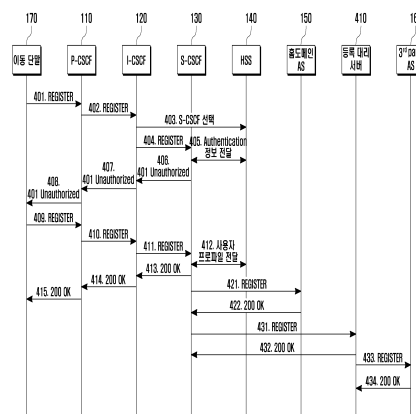 170
110
120
130
140
150
410
16
이동 단말
P-CSCF
I-CSCF
S-CSCF
HSS
홈도메인
AS
등록 대리
서버
3rd pa
AS
401. REGISTER
402. REGISTER
403. S-CSCF 선택
404. REGISTER
405. Authentication
정보 전달
406.
401 Unauthorized
407.
401 Unauthorized
408.
401 Unauthorized
409. REGISTER
410. REGISTER
411. REGISTER
412. 사용자
프로파일 전달
413. 200 OK
414. 200 OK
415. 200 OK
421. REGISTER
422. 200 OK
431. REGISTER
432. 200 OK
433. REGISTER
434. 200 OK